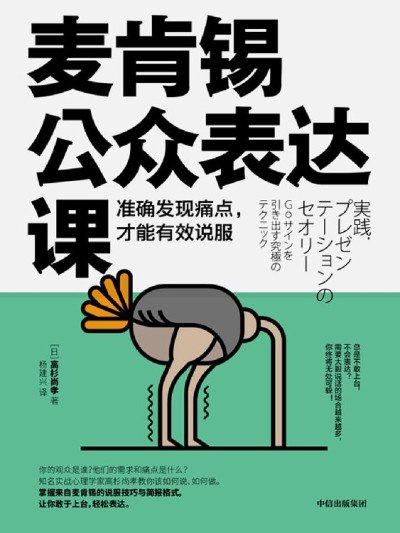 麦肯锡
公众表达
课
准确发现痛点，
才能有效说服
実践：
プレゼン
テーションの
セオリー
Goサインを
引き出す究極の
テクニック
[日]高杉尚孝 著
杨建兴 译
总是不敢上台，
不会表达？
需要大胆说话的场合越来越多，
你终将无处可躲！
你的观众是谁?他们的需求和痛点是什么？
知名实战心理学家高杉尚孝教你该如何说、如何做。
掌握来自麦肯锡的说服技巧与简报格式，
让你敢于上台，轻松表达。
中信出版集团